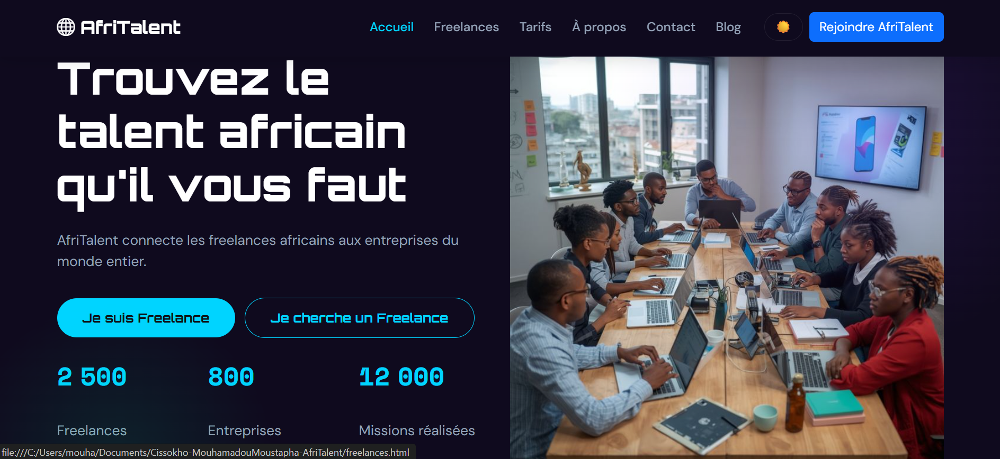 AfriTalent
Accueil Freelances Tarifs À propos Contact Blog Rejoindre AfriTalent
Trouvez le
talent africain
qu'il vous faut
AfriTalent connecte les freelances africains aux entreprises du
monde entier.
Je suis Freelance Je cherche un Freelance
2 500 800 12 000
Freelances Entreprises Missions réalisées
file:///C:/Users/mouha/Documents/Cissokho-MouhamadouMoustapha-AfriTalent/freelances.html